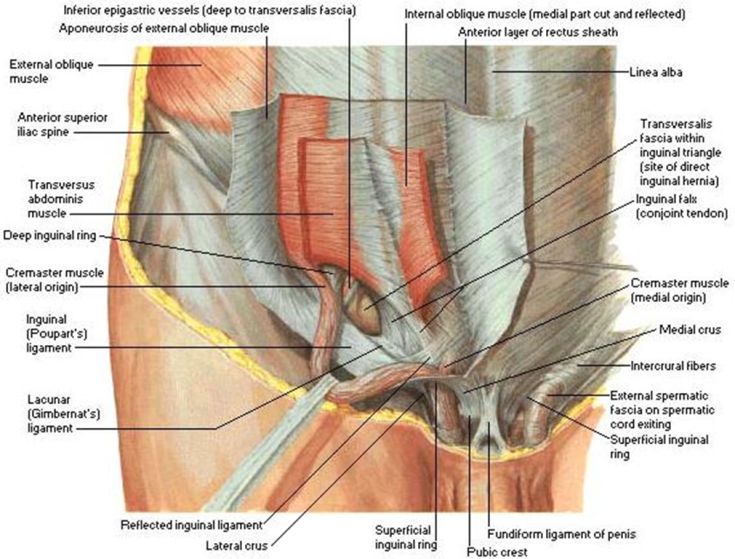 Inferior epigastric vessels (deep to transversalis fascia)
Aponeurosis of external oblique muscle
Internal oblique muscle (medial part cut and reflected)
Anterior layer of rectus sheath
External oblique
muscle
Linea alba
Anterior superior
iliac spine
Transversalis
fascia within
inguinal triangle
(site of direct
inguinal hernia)
Transversus
abdominis
muscle
Inguinal falx
(conjoint tendon)
Deep inguinal ring
Cremaster muscle
(lateral origin)
Cremaster muscle
(medial origin)
Inguinal
(Poupart's)
ligament
Medial crus
Intercrural fibers
Lacunar
(Gimbernat's)
ligament
External spermatic
fascia on spermatic
cord exiting
Superficial inguinal
ring
Reflected inguinal ligament
Lateral crus
Superficial
inguinal ring
Fundiform ligament of penis
Pubic crest